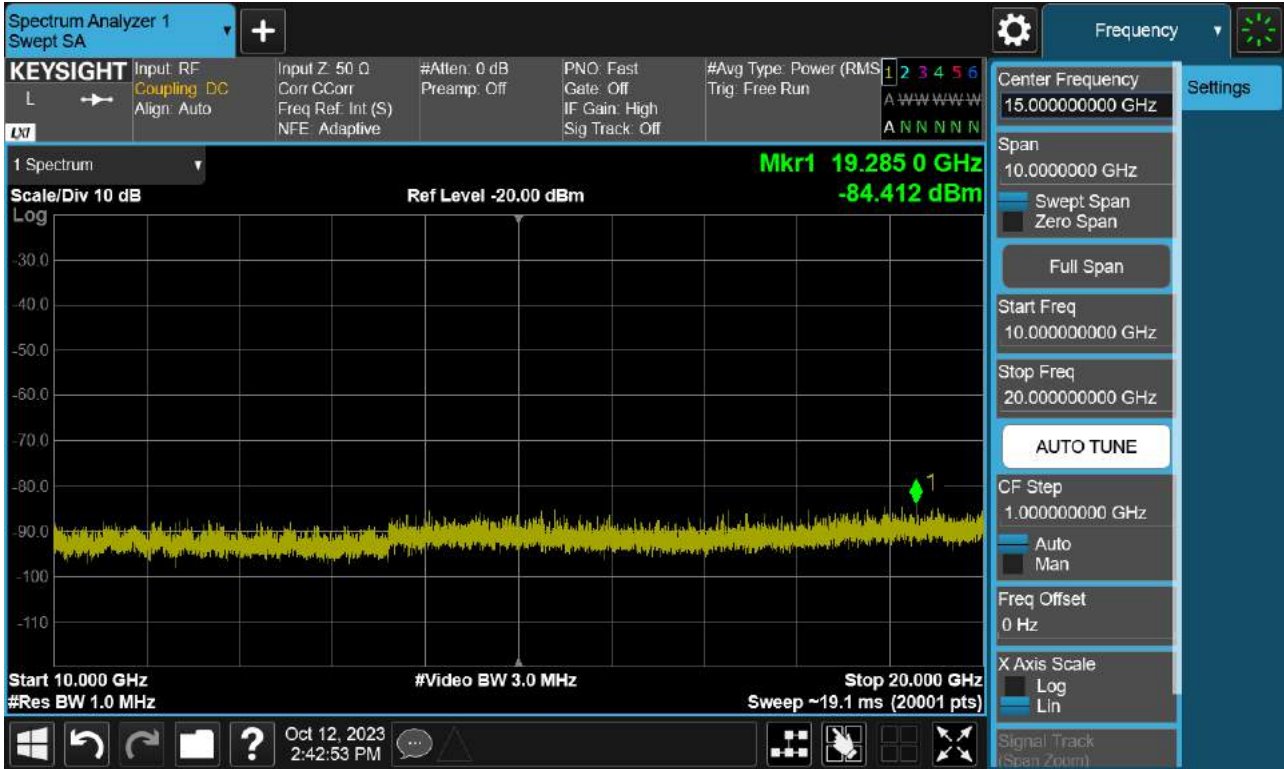 Spectrum Analyzer 1
Swept SA
Frequency
KEYSIGHT
L
LXI
Input: RF
Coupling: DC
Align: Auto
Input Z: 50 Ω
Corr CCorr
Freq Ref: Int (S)
NFE: Adaptive
#Atten: 0 dB
Preamp: Off
PNO: Fast
Gate: Off
IF Gain: High
Sig Track: Off
#Avg Type: Power (RMS
Trig: Free Run
1 2 3 4 5 6
A W W W W W
A N N N N N
Settings
Center Frequency
15.000000000 GHz
Span
10.0000000 GHz
Swept Span
Zero Span
Full Span
Start Freq
10.000000000 GHz
Stop Freq
20.000000000 GHz
AUTO TUNE
CF Step
1.000000000 GHz
Auto
Man
Freq Offset
0 Hz
X Axis Scale
Log
Lin
Signal Track
(Span Zoom)
1 Spectrum
Mkr1 19.285 0 GHz
-84.412 dBm
Scale/Div 10 dB
Ref Level -20.00 dBm
Log
-30.0
-40.0
-50.0
-60.0
-70.0
-80.0
-90.0
-100
-110
1
Start 10.000 GHz
#Video BW 3.0 MHz
Stop 20.000 GHz
#Res BW 1.0 MHz
Sweep ~19.1 ms (20001 pts)
?
Oct 12, 2023
2:42:53 PM